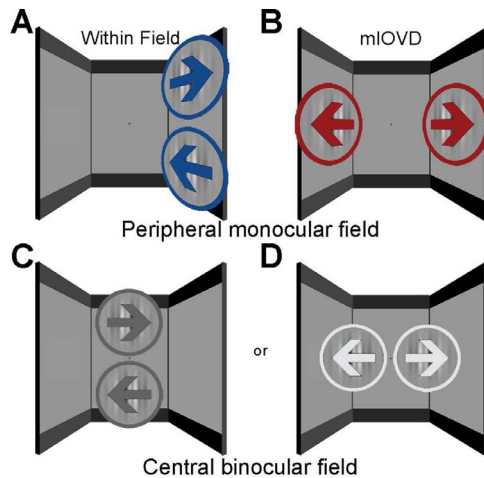 A
Within Field
B
mIOVD
Peripheral monocular field
C
or
D
Central binocular field